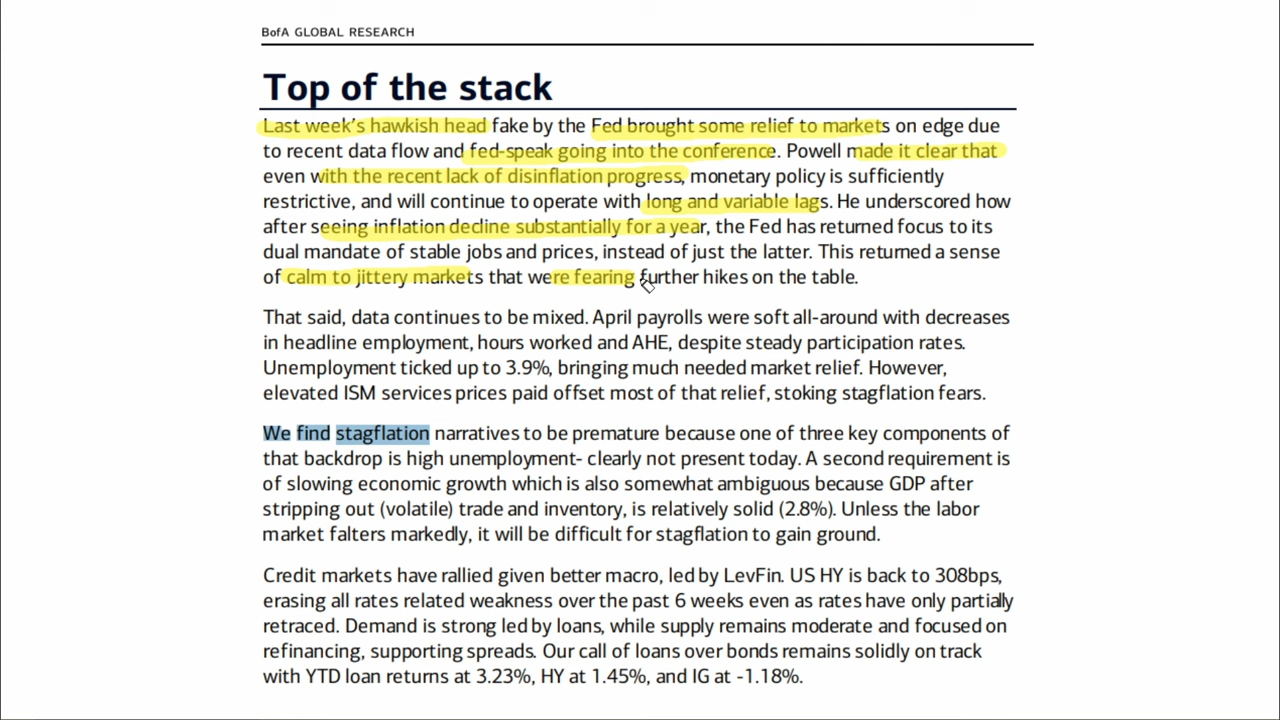 BofA GLOBAL RESEARCH
Top of the stack
Last week's hawkish head fake by the Fed brought some relief to markets on edge due
to recent data flow and fed-speak going into the conference. Powell made it clear that
even with the recent lack of disinflation progress, monetary policy is sufficiently
restrictive, and will continue to operate with long and variable lags. He underscored how
after seeing inflation decline substantially for a year, the Fed has returned focus to its
dual mandate of stable jobs and prices, instead of just the latter. This returned a sense
of calm to jittery markets that were fearing further hikes on the table.
That said, data continues to be mixed. April payrolls were soft all-around with decreases
in headline employment, hours worked and AHE, despite steady participation rates.
Unemployment ticked up to 3.9%, bringing much needed market relief. However,
elevated ISM services prices paid offset most of that relief, stoking stagflation fears.
We find stagflation narratives to be premature because one of three key components of
that backdrop is high unemployment- clearly not present today. A second requirement is
of slowing economic growth which is also somewhat ambiguous because GDP after
stripping out (volatile) trade and inventory, is relatively solid (2.8%). Unless the labor
market falters markedly, it will be difficult for stagflation to gain ground.
Credit markets have rallied given better macro, led by LevFin. US HY is back to 308bps,
erasing all rates related weakness over the past 6 weeks even as rates have only partially
retraced. Demand is strong led by loans, while supply remains moderate and focused on
refinancing, supporting spreads. Our call of loans over bonds remains solidly on track
with YTD loan returns at 3.23%, HY at 1.45%, and IG at -1.18%.